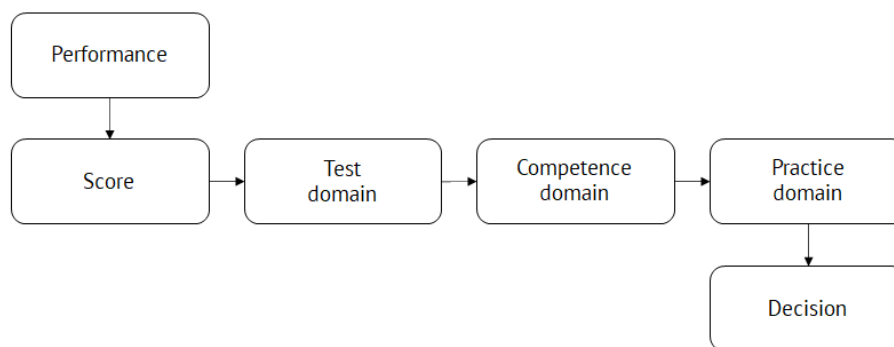 Performance
Score
Test
domain
Competence
domain
Practice
domain
Decision